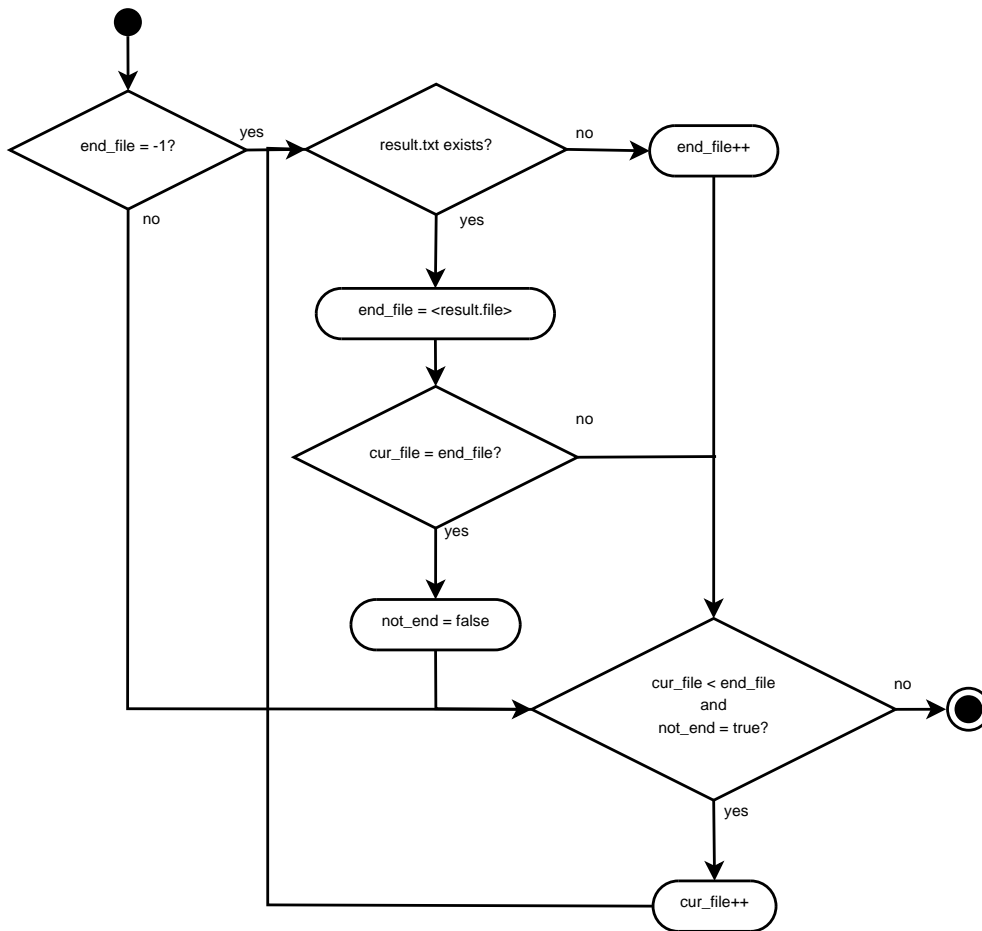 end_file = -1?
yes
no
result.txt exists?
no
end_file++
yes
end_file = <result.file>
cur_file = end_file?
no
yes
not_end = false
cur_file < end_file
and
not_end = true?
no
yes
cur_file++